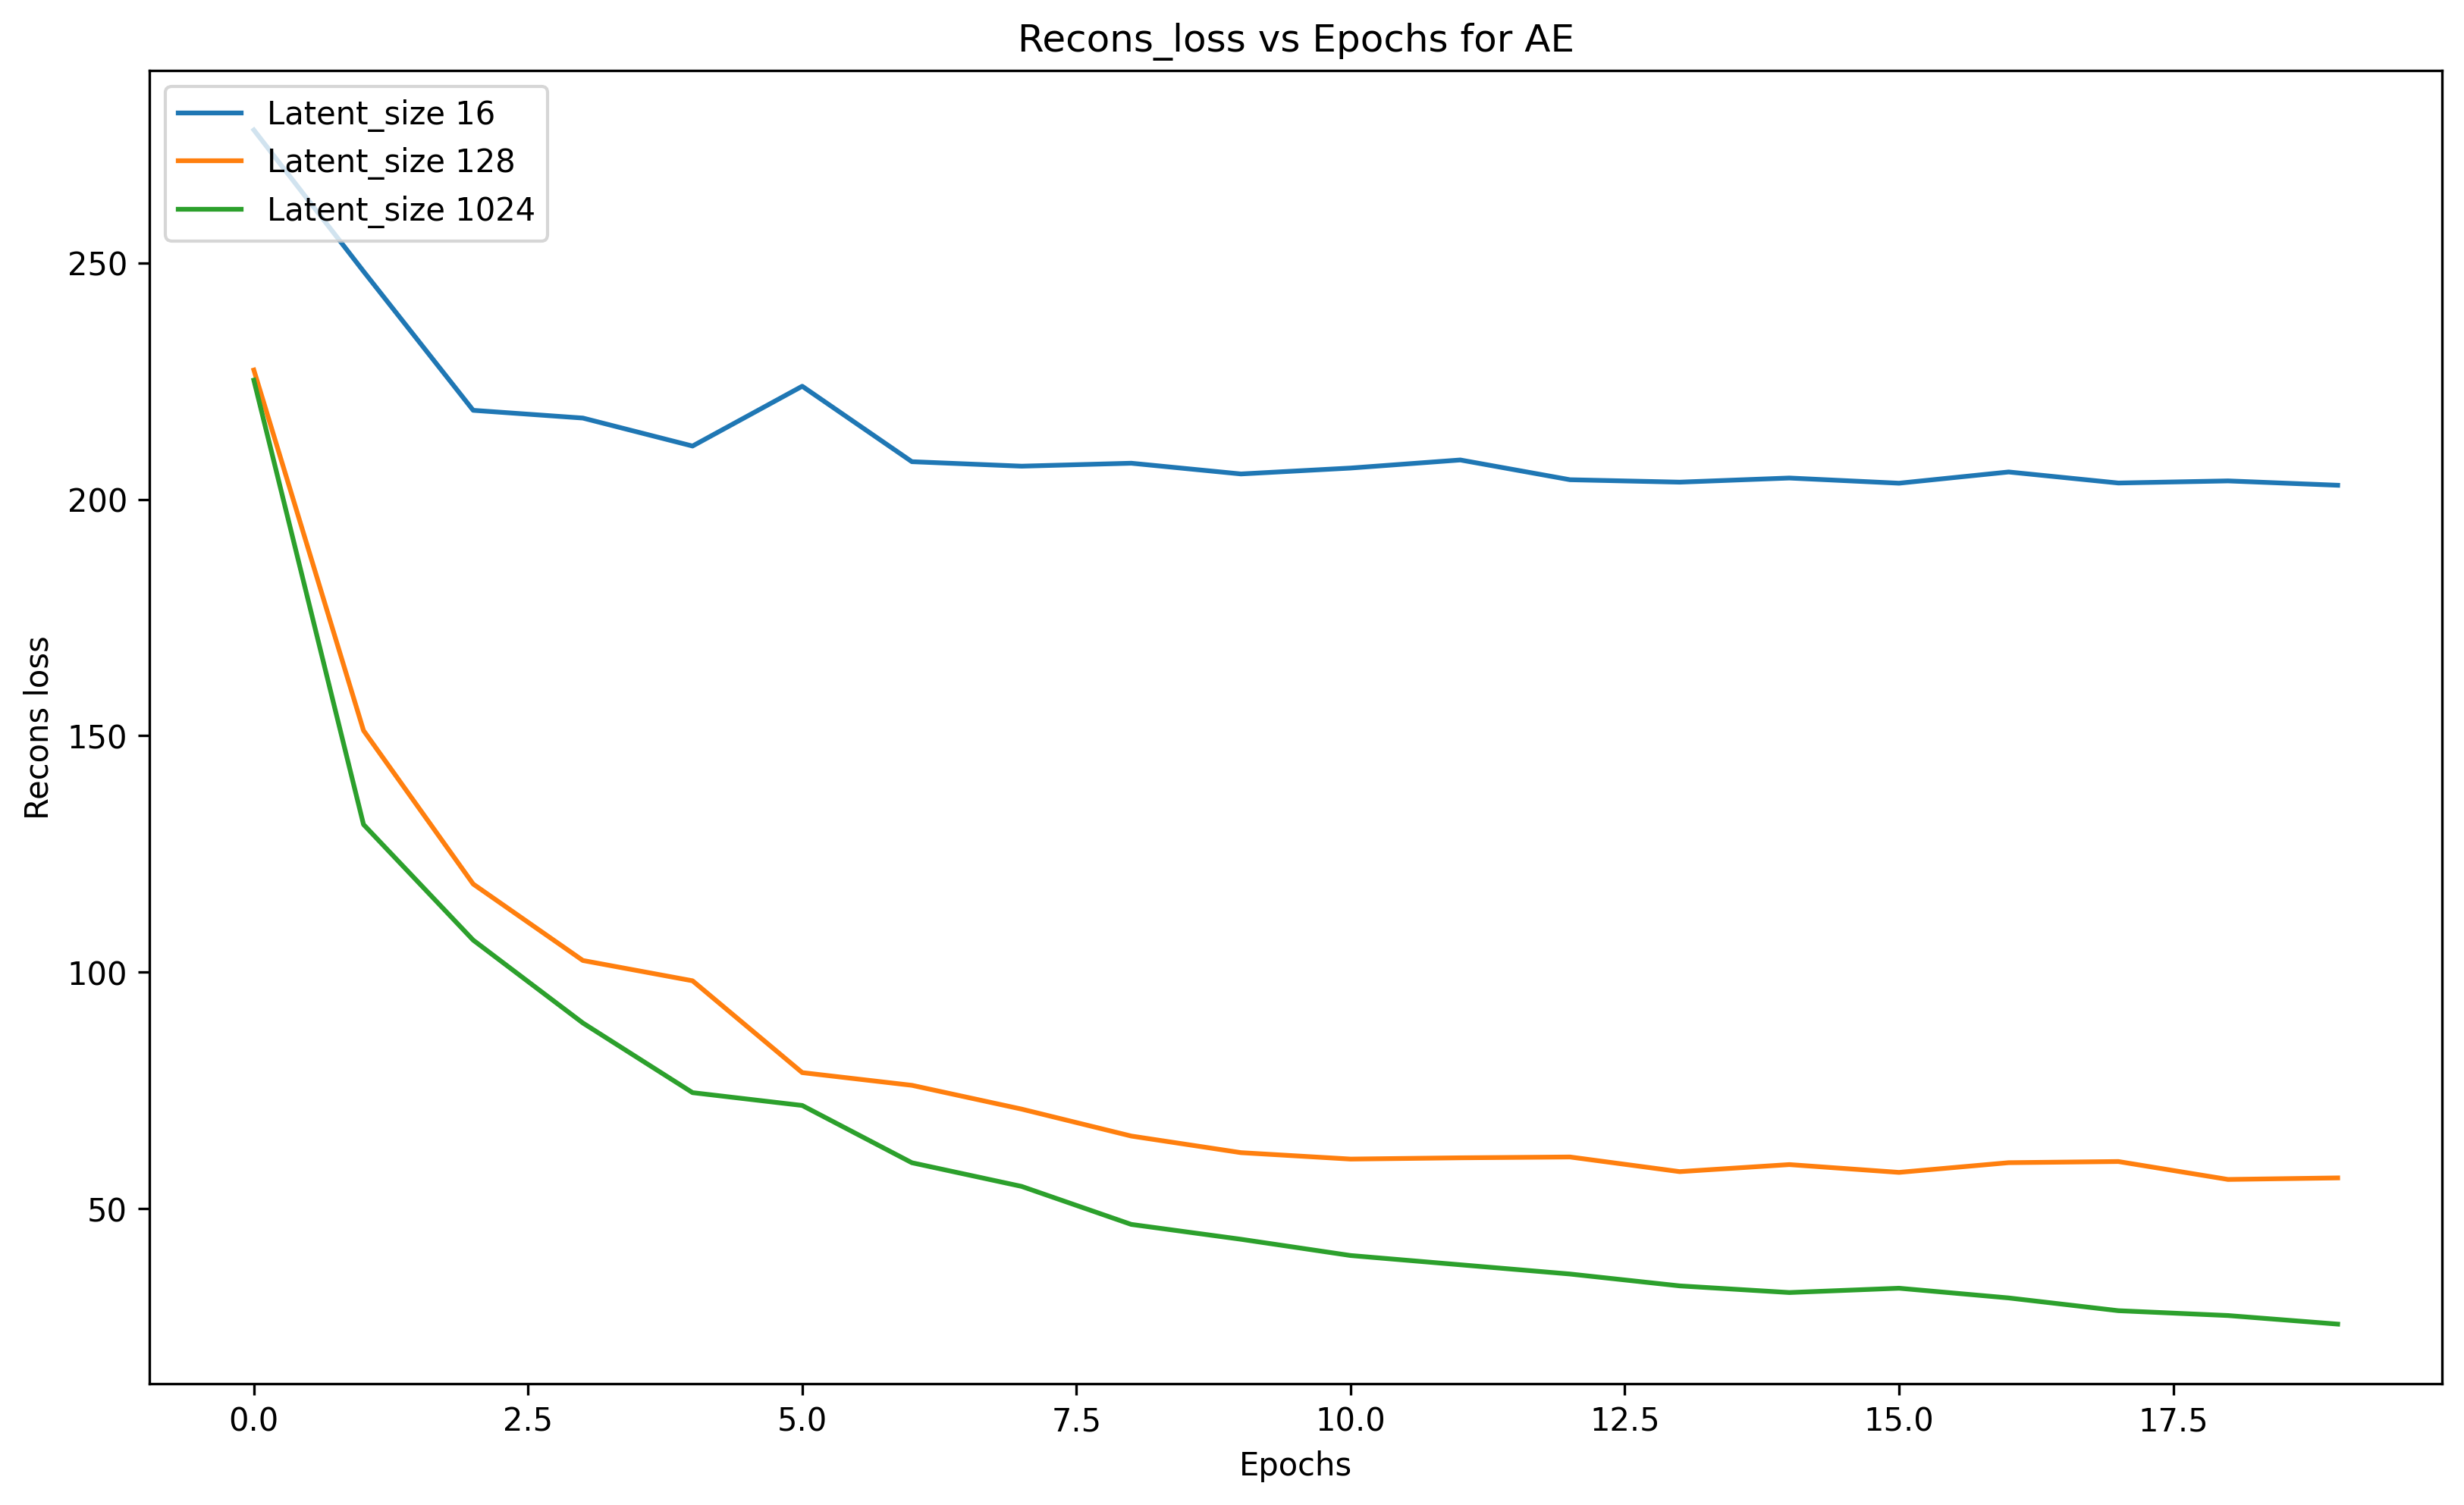 Recons_loss vs Epochs for AE
Latent_size 16
Latent_size 128
Latent_size 1024
250
200
150
100
50
Recons loss
0.0 2.5 5.0 7.5 10.0 12.5 15.0 17.5
Epochs